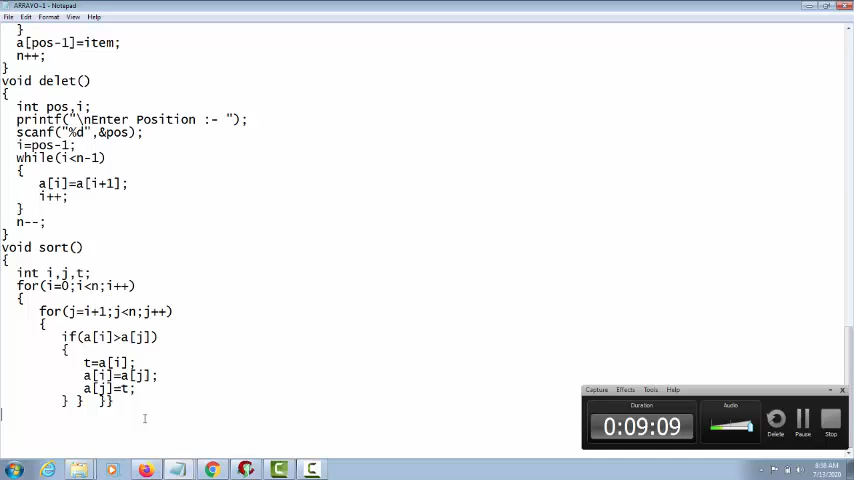 ARRAYO~1 - Notepad
File Edit Format View Help
}
a[pos-1]=item;
n++;
}
void delet()
{
int pos,i;
printf("\nEnter Position :- ");
scanf("%d",&pos);
i=pos-1;
while(i<n-1)
{
a[i]=a[i+1];
i++;
}
n--;
}
void sort()
{
int i,j,t;
for(i=0;i<n;i++)
{
for(j=i+1;j<n;j++)
{
if(a[i]>a[j])
{
t=a[i];
a[i]=a[j];
a[j]=t;
} } }}
Capture Effects Tools Help
Duration
0:09:09
Audio
Delete Pause Stop
8:38 AM
7/13/2020